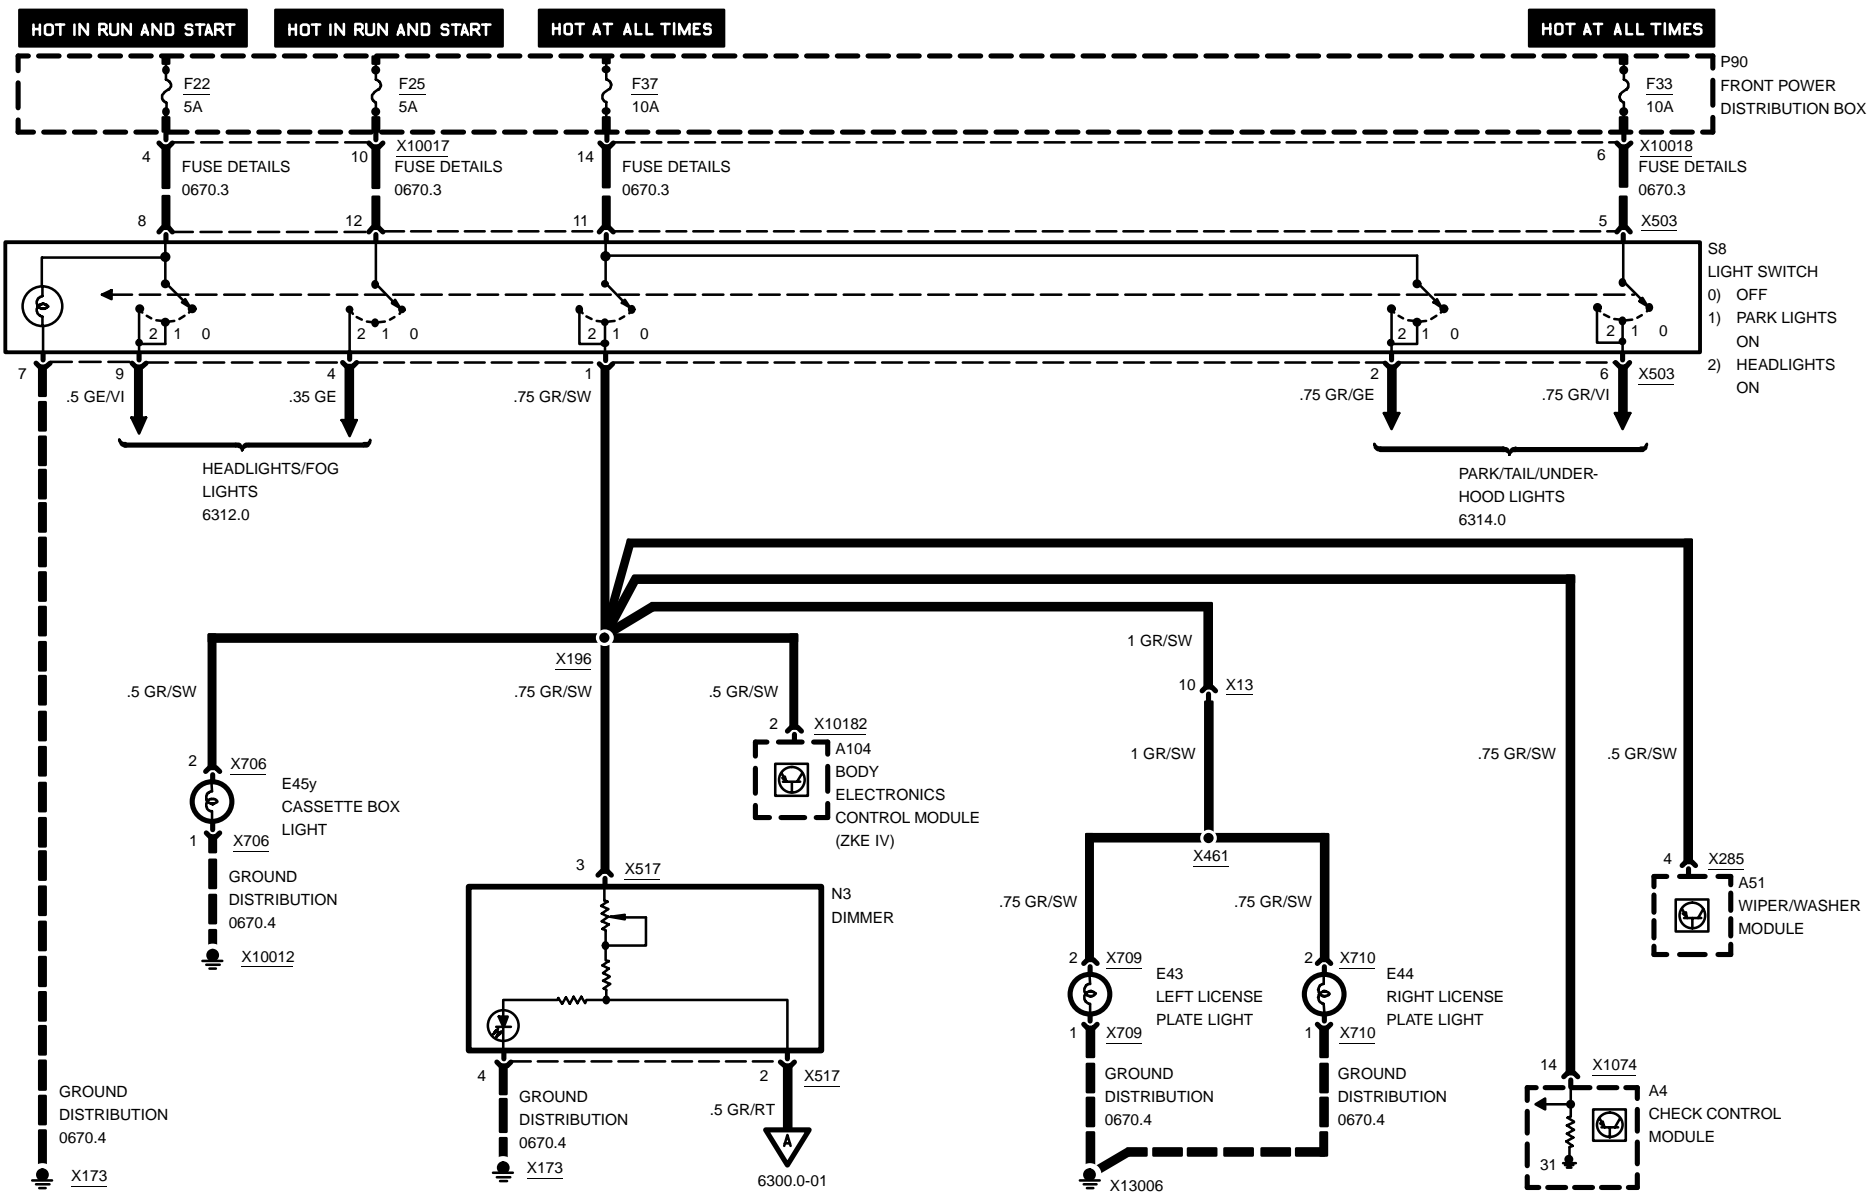 HOT IN RUN AND START
HOT IN RUN AND START
HOT AT ALL TIMES
HOT AT ALL TIMES
F22
5A
F25
5A
F37
10A
F33
10A
P90
FRONT POWER
DISTRIBUTION BOX
4
FUSE DETAILS
0670.3
10
X10017
FUSE DETAILS
0670.3
14
FUSE DETAILS
0670.3
6
X10018
FUSE DETAILS
0670.3
8
12
11
5
X503
S8
LIGHT SWITCH
0) OFF
1) PARK LIGHTS
ON
2) HEADLIGHTS
ON
2 1 0
2 1 0
2 1 0
2 1 0
2 1 0
7
9
4
1
2
6
X503
.5 GE/VI
.35 GE
.75 GR/SW
.75 GR/GE
.75 GR/VI
HEADLIGHTS/FOG
LIGHTS
6312.0
PARK/TAIL/UNDER-
HOOD LIGHTS
6314.0
X196
.5 GR/SW
.75 GR/SW
.5 GR/SW
1 GR/SW
10
X13
1 GR/SW
.75 GR/SW
.5 GR/SW
2
X10182
A104
BODY
ELECTRONICS
CONTROL MODULE
(ZKE IV)
2
X706
E45y
CASSETTE BOX
LIGHT
1
X706
GROUND
DISTRIBUTION
0670.4
X10012
3
X517
N3
DIMMER
X461
.75 GR/SW
.75 GR/SW
4
X285
A51
WIPER/WASHER
MODULE
2
X709
E43
LEFT LICENSE
PLATE LIGHT
1
X709
GROUND
DISTRIBUTION
0670.4
2
X710
E44
RIGHT LICENSE
PLATE LIGHT
1
X710
GROUND
DISTRIBUTION
0670.4
X13006
14
X1074
A4
CHECK CONTROL
MODULE
31
4
GROUND
DISTRIBUTION
0670.4
X173
2
X517
.5 GR/RT
A
6300.0-01
GROUND
DISTRIBUTION
0670.4
X173